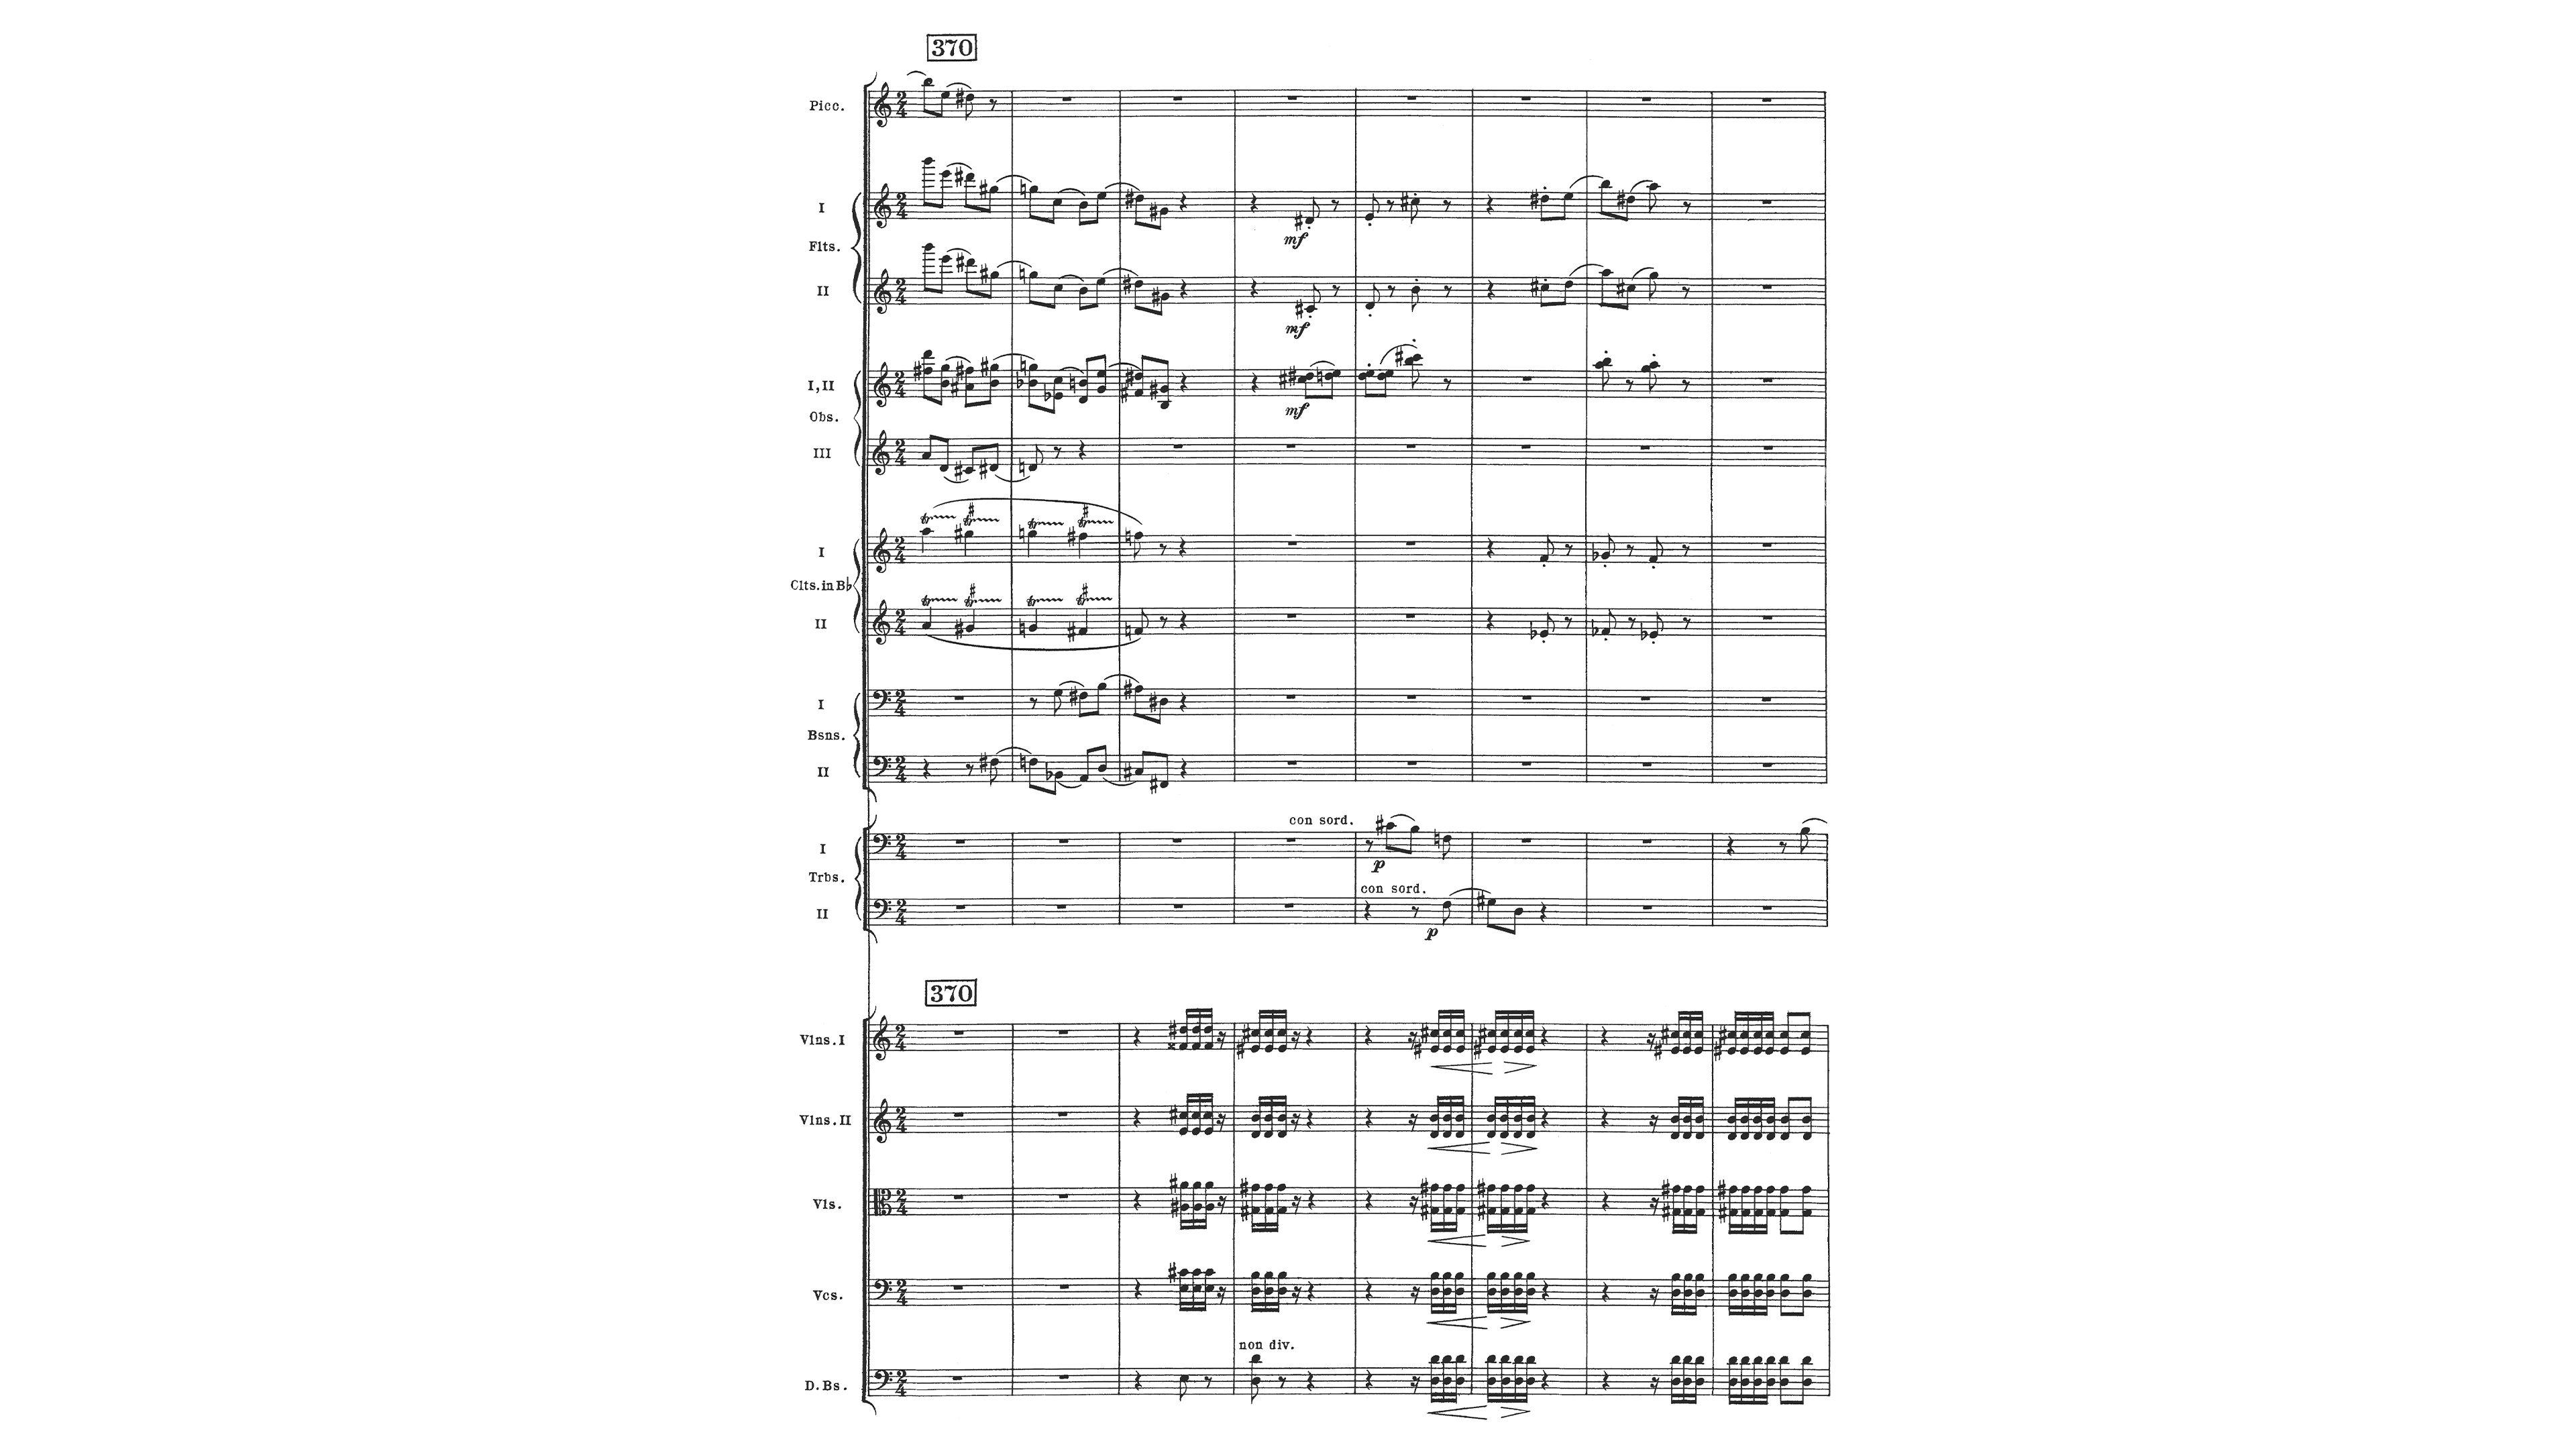 370
Picc.
I
Flts.
II
I, II
Obs.
III
I
Clts. in B♭
II
I
Bsns.
II
mf
mf
mf
con sord.
I
p
Trbs.
con sord.
II
p
370
Vlns. I
Vlns. II
Vls.
Vcs.
non div.
D. Bs.